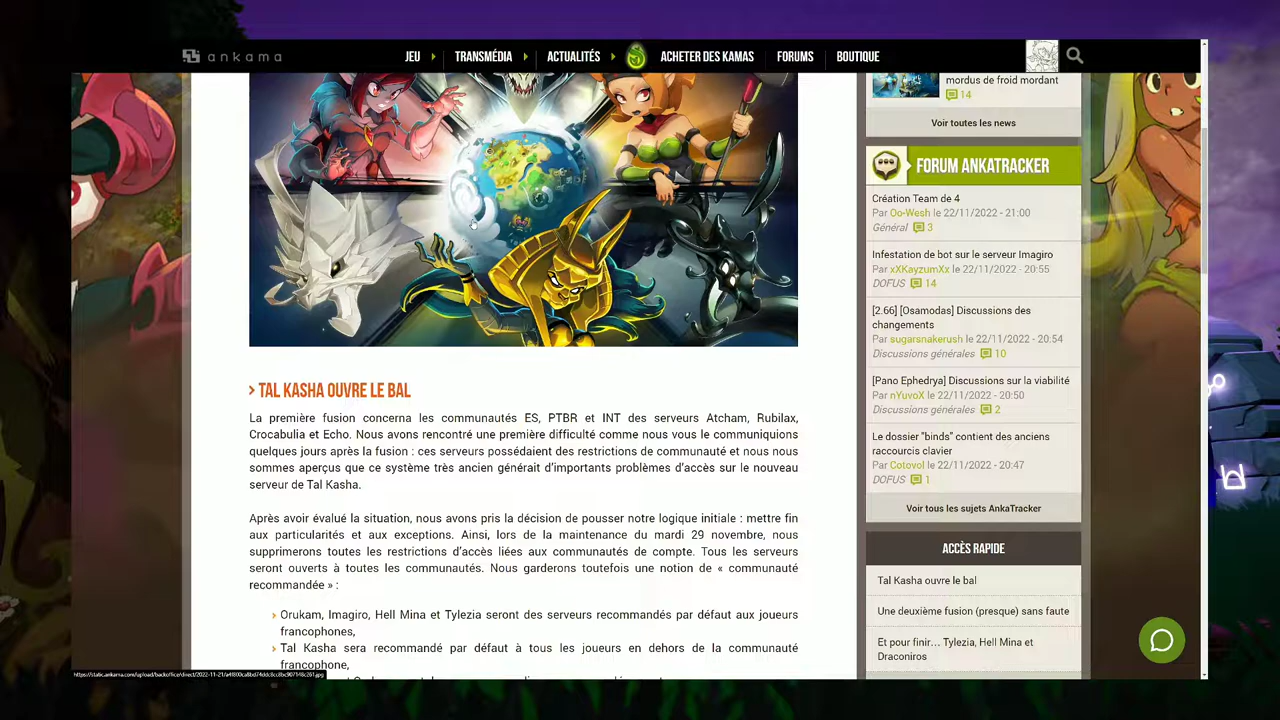 ankama
JEU
TRANSMÉDIA
ACTUALITÉS
ACHETER DES KAMAS
FORUMS
BOUTIQUE
TAL KASHA OUVRE LE BAL
La première fusion concerna les communautés ES, PTBR et INT des serveurs Atcham, Rubilax,
Crocabulia et Echo. Nous avons rencontré une première difficulté comme nous vous le communiquions
quelques jours après la fusion : ces serveurs possédaient des restrictions de communauté et nous nous
sommes aperçus que ce système très ancien générait d'importants problèmes d'accès sur le nouveau
serveur de Tal Kasha.
Après avoir évalué la situation, nous avons pris la décision de pousser notre logique initiale : mettre fin
aux particularités et aux exceptions. Ainsi, lors de la maintenance du mardi 29 novembre, nous
supprimerons toutes les restrictions d'accès liées aux communautés de compte. Tous les serveurs
seront ouverts à toutes les communautés. Nous garderons toutefois une notion de « communauté
recommandée » :
Orukam, Imagiro, Hell Mina et Tylezia seront des serveurs recommandés par défaut aux joueurs
francophones,
Tal Kasha sera recommandé par défaut à tous les joueurs en dehors de la communauté
francophone,
mordus de froid mordant
14
Voir toutes les news
FORUM ANKATRACKER
Création Team de 4
Par Oo-Wesh le 22/11/2022 - 21:00
Général 3
Infestation de bot sur le serveur Imagiro
Par xXKayzumXx le 22/11/2022 - 20:55
DOFUS 14
[2.66] [Osamodas] Discussions des
changements
Par sugarsnakerush le 22/11/2022 - 20:54
Discussions générales 10
[Pano Ephedrya] Discussions sur la viabilité
Par nYuvoX le 22/11/2022 - 20:50
Discussions générales 2
Le dossier "binds" contient des anciens
raccourcis clavier
Par Cotovol le 22/11/2022 - 20:47
DOFUS 1
Voir tous les sujets AnkaTracker
ACCÈS RAPIDE
Tal Kasha ouvre le bal
Une deuxième fusion (presque) sans faute
Et pour finir... Tylezia, Hell Mina et
Draconiros